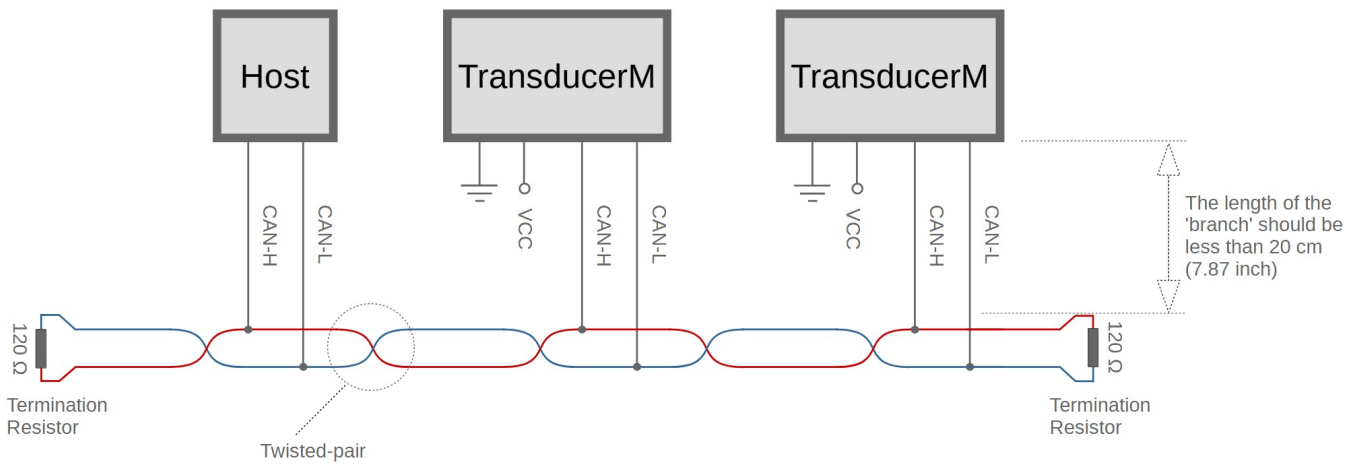 Host
TransducerM
TransducerM
CAN-H
CAN-L
VCC
CAN-H
CAN-L
VCC
CAN-H
CAN-L
The length of the
'branch' should be
less than 20 cm
(7.87 inch)
120 Ω
120 Ω
Termination
Resistor
Termination
Resistor
Twisted-pair